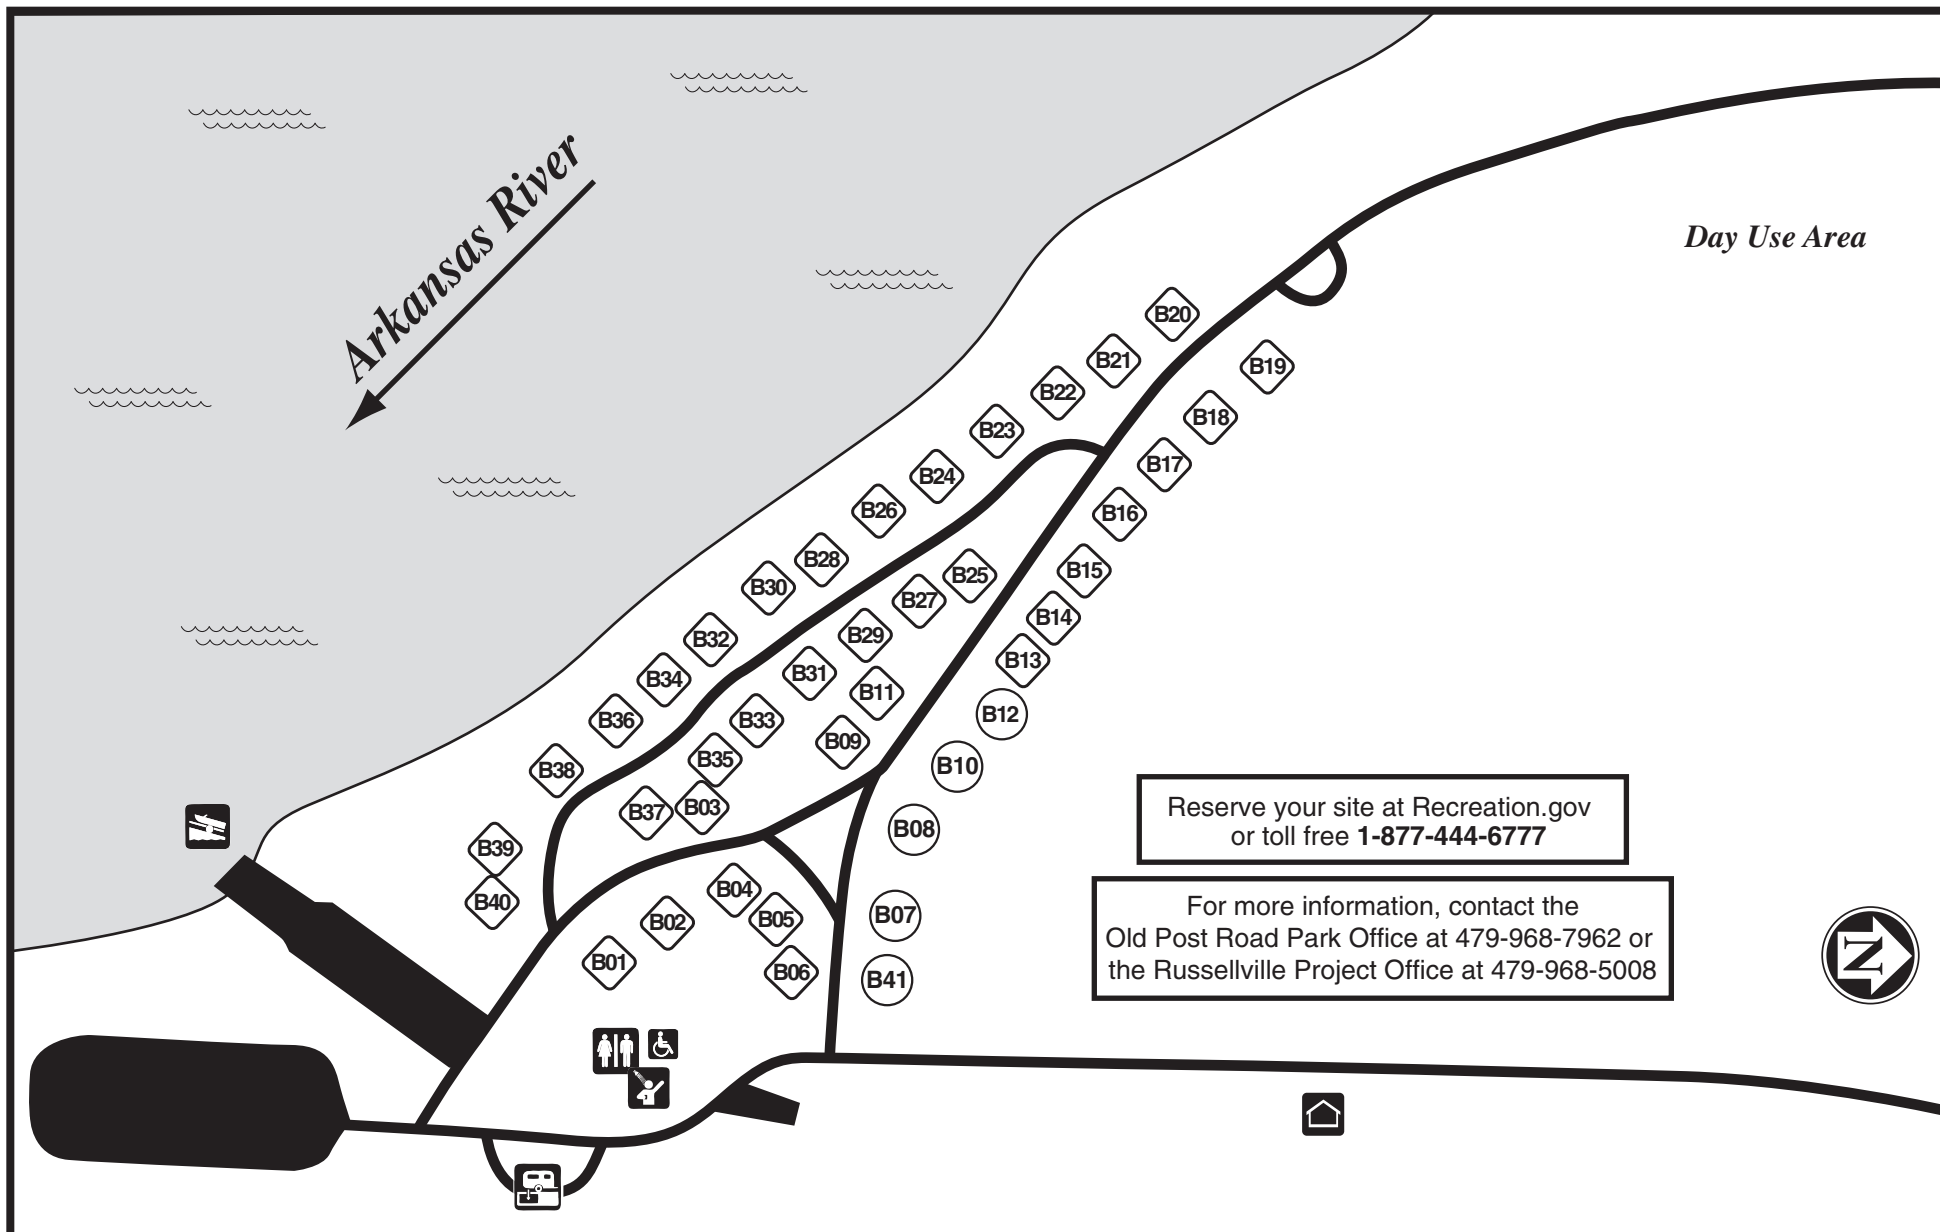 Arkansas River
Day Use Area
B20
B21
B19
B22
B18
B23
B17
B24
B26
B16
B28
B15
B25
B30
B27
B14
B29
B32
B13
B31
B34
B11
B12
B36
B33
B09
B35
B10
B38
B37
B03
B08
B39
B04
B40
B02
B05
B07
B01
B06
B41
Reserve your site at Recreation.gov
or toll free 1-877-444-6777
For more information, contact the
Old Post Road Park Office at 479-968-7962 or
the Russellville Project Office at 479-968-5008
N